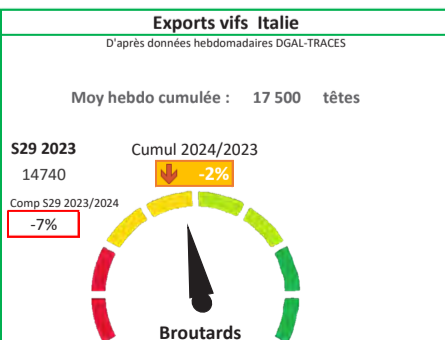 Exports vifs Italie
D'après données hebdomadaires DGAL-TRACES
Moy hebdo cumulée : 17 500 têtes
S29 2023 Cumul 2024/2023
14740 -2%
Comp S29 2023/2024
-7%
Broutards